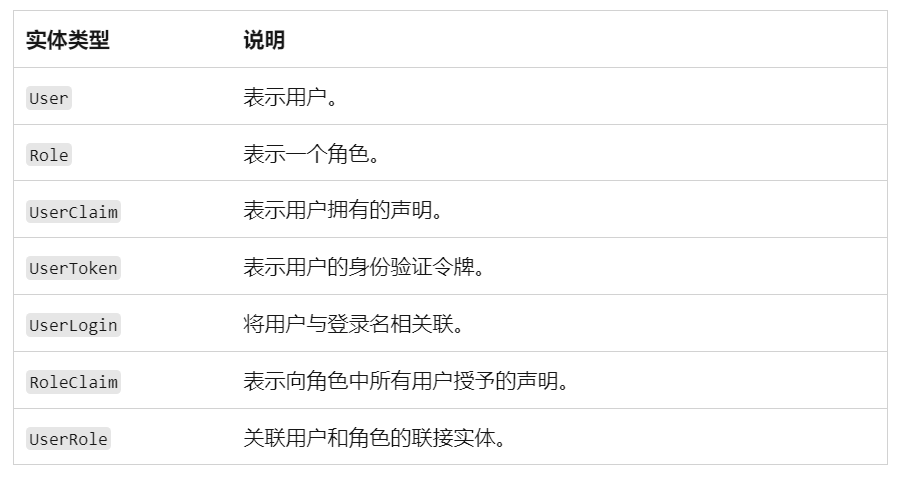 实体类型 说明
User 表示用户。
Role 表示一个角色。
UserClaim 表示用户拥有的声明。
UserToken 表示用户的身份验证令牌。
UserLogin 将用户与登录名相关联。
RoleClaim 表示向角色中所有用户授予的声明。
UserRole 关联用户和角色的联接实体。